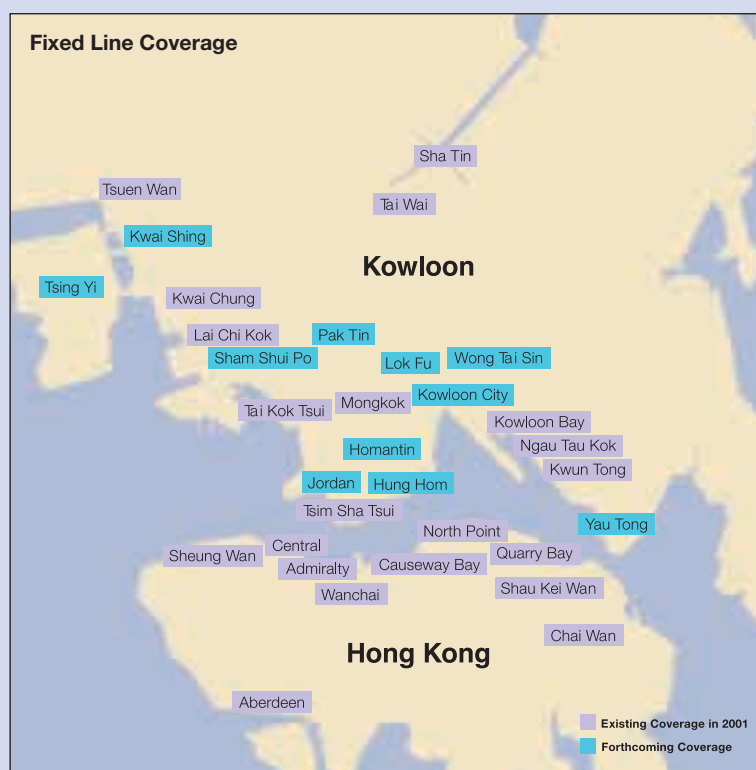 Fixed Line Coverage
Sha Tin
Tsuen Wan
Tai Wai
Kwai Shing
Kowloon
Tsing Yi
Kwai Chung
Lai Chi Kok
Pak Tin
Sham Shui Po
Lok Fu
Wong Tai Sin
Kowloon City
Mongkok
Tai Kok Tsui
Kowloon Bay
Ngau Tau Kok
Homantin
Kwun Tong
Jordan
Hung Hom
Tsim Sha Tsui
Yau Tong
North Point
Central
Sheung Wan
Quarry Bay
Admiralty
Causeway Bay
Wanchai
Shau Kei Wan
Chai Wan
Hong Kong
Aberdeen
Existing Coverage in 2001
Forthcoming Coverage